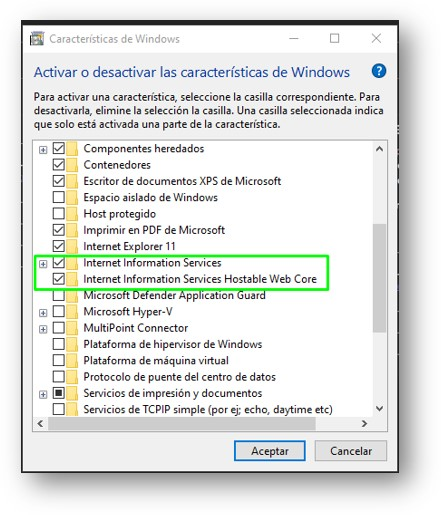 Características de Windows
Activar o desactivar las características de Windows
Para activar una característica, seleccione la casilla correspondiente. Para
desactivarla, elimine la selección la casilla. Una casilla seleccionada indica
que solo está activada una parte de la característica.
Componentes heredados
Contenedores
Escritor de documentos XPS de Microsoft
Espacio aislado de Windows
Host protegido
Imprimir en PDF de Microsoft
Internet Explorer 11
Internet Information Services
Internet Information Services Hostable Web Core
Microsoft Defender Application Guard
Microsoft Hyper-V
MultiPoint Connector
Plataforma de hipervisor de Windows
Plataforma de máquina virtual
Protocolo de puente del centro de datos
Servicios de impresión y documentos
Servicios de TCPIP simple (por ej; echo, daytime etc)
Aceptar
Cancelar